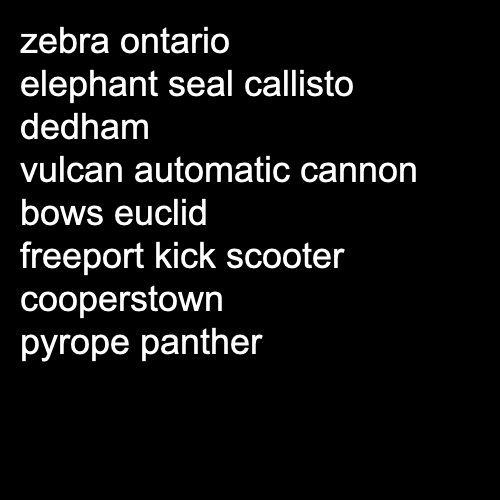 zebra ontario
elephant seal callisto
dedham
vulcan automatic cannon
bows euclid
freeport kick scooter
cooperstown
pyrope panther